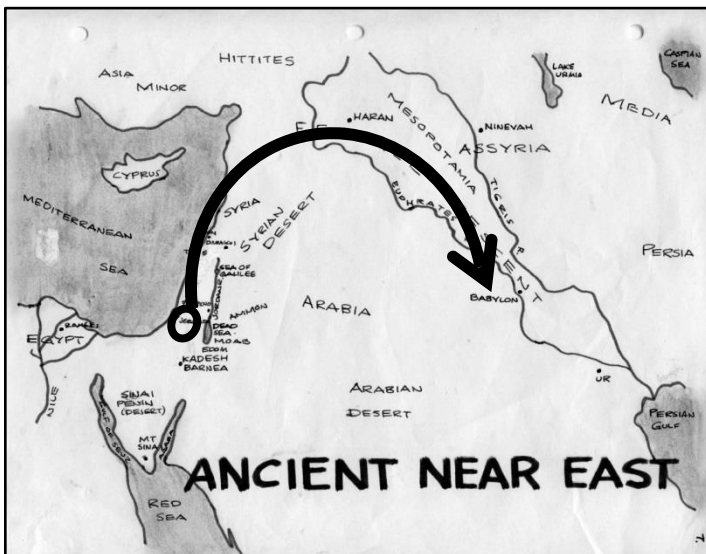 HITTITES
ASIA
MINOR
CASPIAN
SEA
LAKE
URMIA
MEDIA
HARAN
MESOPOTAMIA
NINEVAH
ASSYRIA
CYPRUS
MEDITERRANEAN
SEA
SYRIA
SYRIAN DESERT
EUPHRATES
TIGRIS
PERSIA
SEA OF
GALILEE
JORDAN R
AMMON
ARABIA
BABYLON
DEAD
SEA
MOAB
EDOM
KADESH
BARNEA
EGYPT
NILE
UR
SINAI
PENIN
(DESERT)
MT
SINAI
ARABIAN
DESERT
PERSIAN
GULF
ANCIENT NEAR EAST
RED
SEA